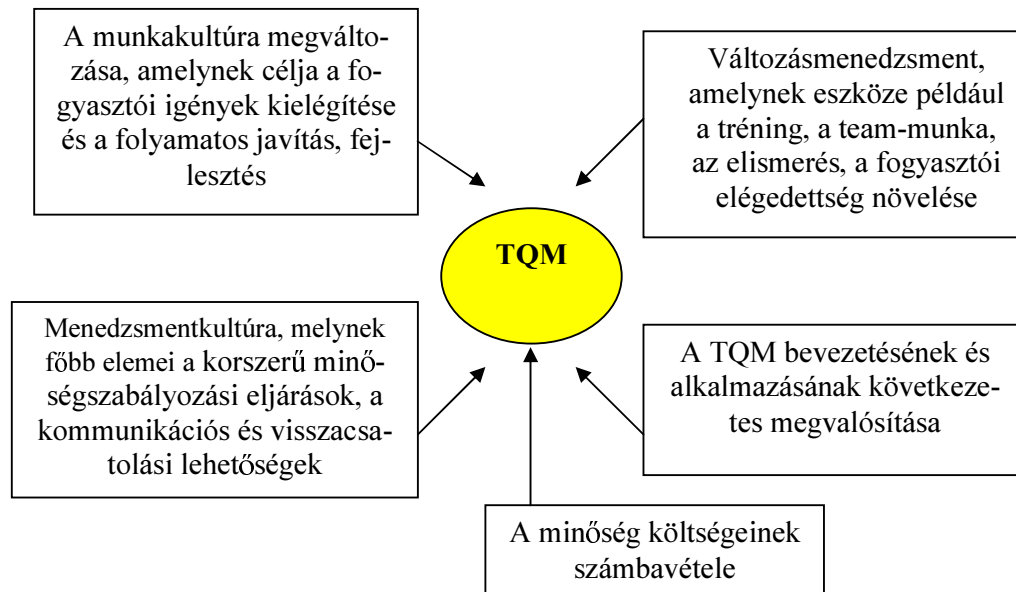 A munkakultúra megválto-
zása, amelynek célja a fo-
gyasztói igények kielégítése
és a folyamatos javítás, fej-
lesztés
Változásmenedzsment,
amelynek eszköze például
a tréning, a team-munka,
az elismerés, a fogyasztói
elégedettség növelése
TQM
Menedzsmentkultúra, melynek
főbb elemei a korszerű minő-
ségszabályozási eljárások, a
kommunikációs és visszacsa-
tolási lehetőségek
A TQM bevezetésének és
alkalmazásának következe-
tes megvalósítása
A minőség költségeinek
számbavétele